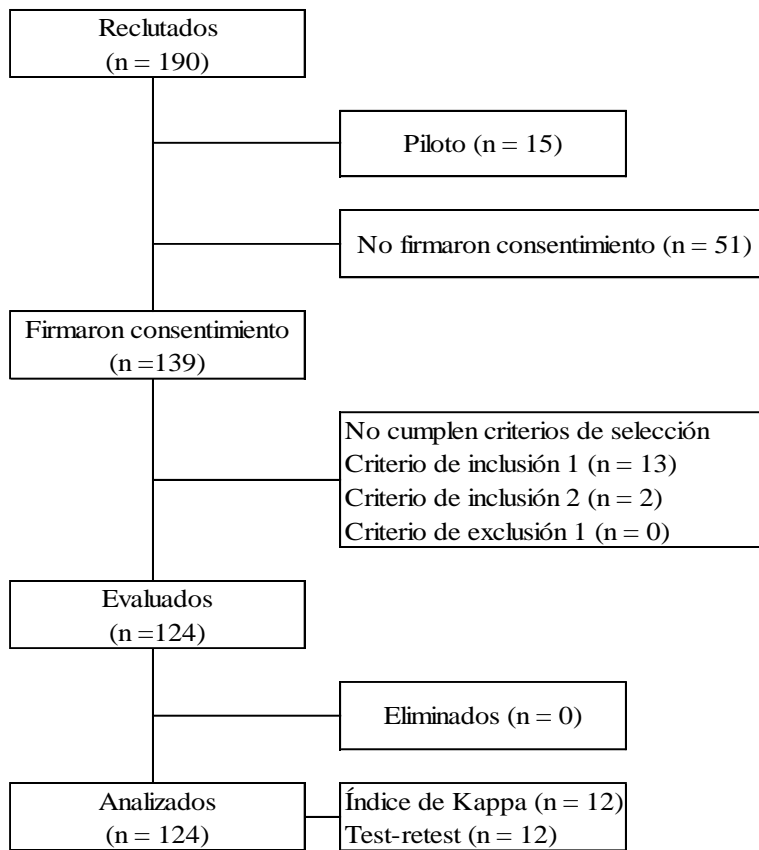 Reclutados
(n = 190)
Piloto (n = 15)
No firmaron consentimiento (n = 51)
Firmaron consentimiento
(n =139)
No cumplen criterios de selección
Criterio de inclusión 1 (n = 13)
Criterio de inclusión 2 (n = 2)
Criterio de exclusión 1 (n = 0)
Evaluados
(n =124)
Eliminados (n = 0)
Analizados
(n = 124)
Índice de Kappa (n = 12)
Test-retest (n = 12)